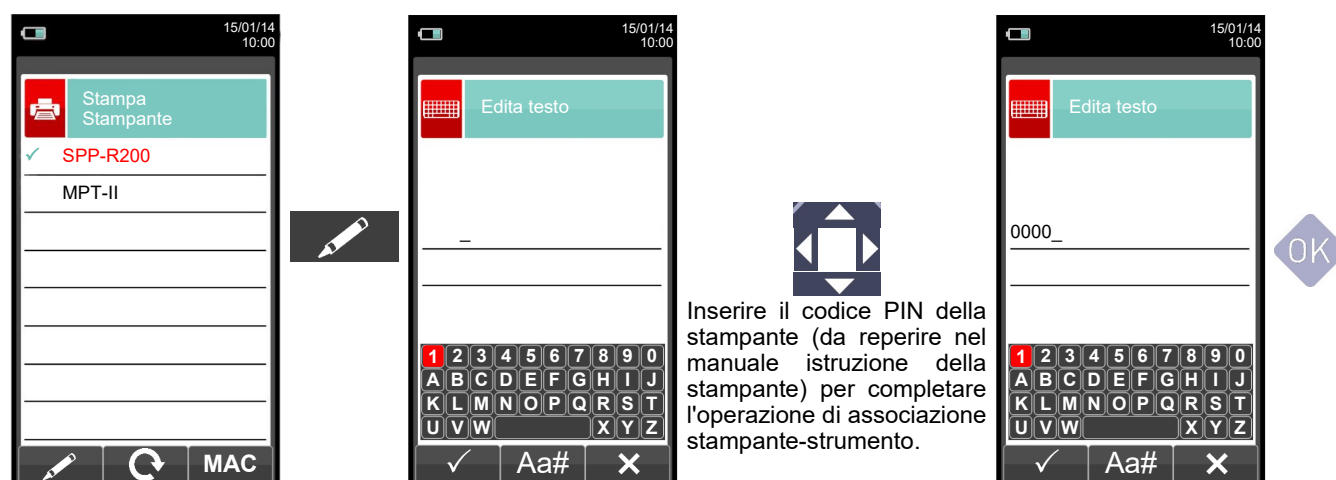 15/01/14
10:00
Stampa
Stampante
✓ SPP-R200
MPT-II
MAC
15/01/14
10:00
Edita testo
_
1 2 3 4 5 6 7 8 9 0
A B C D E F G H I J
K L M N O P Q R S T
U V W X Y Z
✓ Aa# ✕
Inserire il codice PIN della
stampante (da reperire nel
manuale istruzione della
stampante) per completare
l'operazione di associazione
stampante-strumento.
15/01/14
10:00
Edita testo
0000_
1 2 3 4 5 6 7 8 9 0
A B C D E F G H I J
K L M N O P Q R S T
U V W X Y Z
✓ Aa# ✕
OK